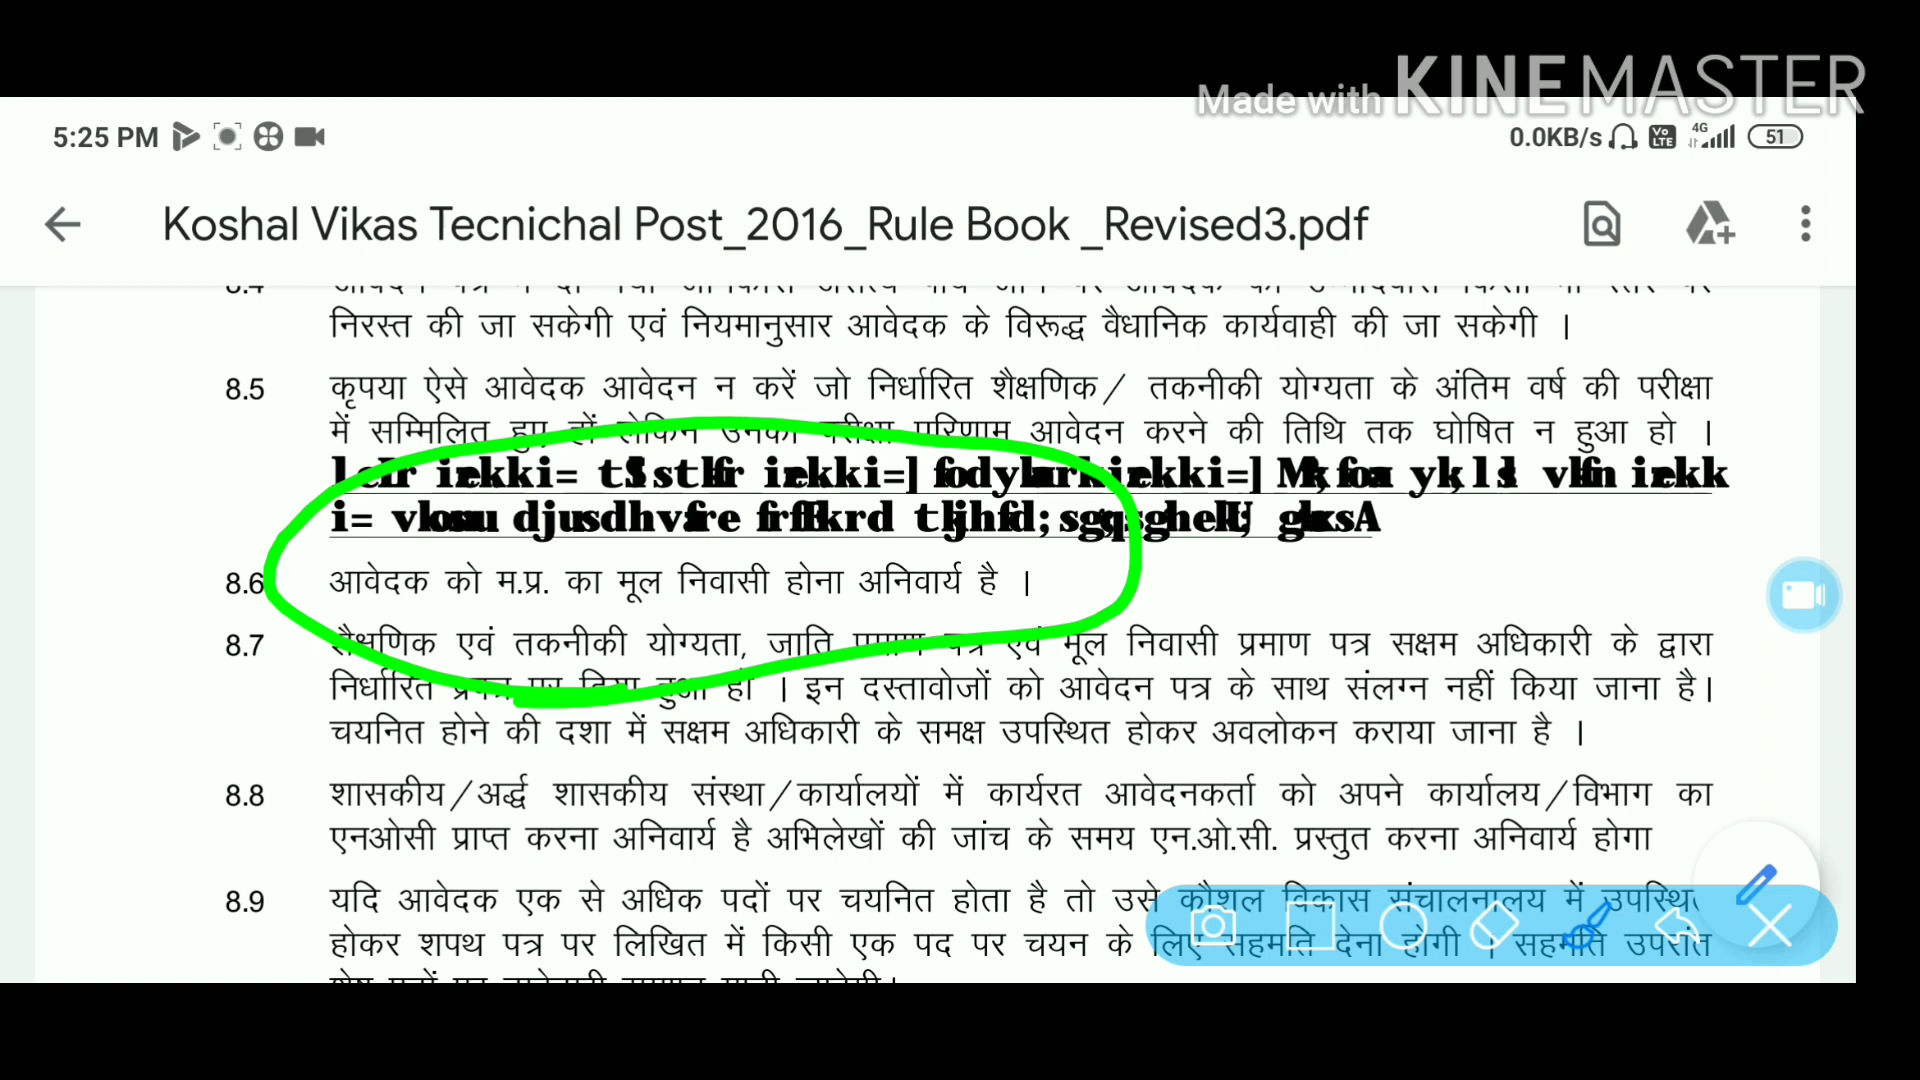 Made with KINEMASTER
5:25 PM 0.0KB/s Vo LTE 4G 51
Koshal Vikas Tecnichal Post_2016_Rule Book _Revised3.pdf
8.4
निरस्त की जा सकेगी एवं नियमानुसार आवेदक के विरूद्ध वैधानिक कार्यवाही की जा सकेगी ।
8.5 कृपया ऐसे आवेदक आवेदन न करें जो निर्धारित शैक्षणिक/ तकनीकी योग्यता के अंतिम वर्ष की परीक्षा
में सम्मिलित हुए हों लेकिन उनका परीक्षा परिणाम आवेदन करने की तिथि तक घोषित न हुआ हो ।
8.6 आवेदक को म.प्र. का मूल निवासी होना अनिवार्य है ।
8.7 शैक्षणिक एवं तकनीकी योग्यता, जाति प्रमाण पत्र एवं मूल निवासी प्रमाण पत्र सक्षम अधिकारी के द्वारा
निर्धारित प्रपत्र पर दिया हुआ हो । इन दस्तावोजों को आवेदन पत्र के साथ संलग्न नहीं किया जाना है।
चयनित होने की दशा में सक्षम अधिकारी के समक्ष उपस्थित होकर अवलोकन कराया जाना है ।
8.8 शासकीय/अर्द्ध शासकीय संस्था/कार्यालयों में कार्यरत आवेदनकर्ता को अपने कार्यालय/विभाग का
एनओसी प्राप्त करना अनिवार्य है अभिलेखों की जांच के समय एन.ओ.सी. प्रस्तुत करना अनिवार्य होगा
8.9 यदि आवेदक एक से अधिक पदों पर चयनित होता है तो उसे कौशल विकास संचालनालय में
होकर शपथ पत्र पर लिखित में किसी एक पद पर चयन के लिए सहमति देना होगी । सहमति उपरांत